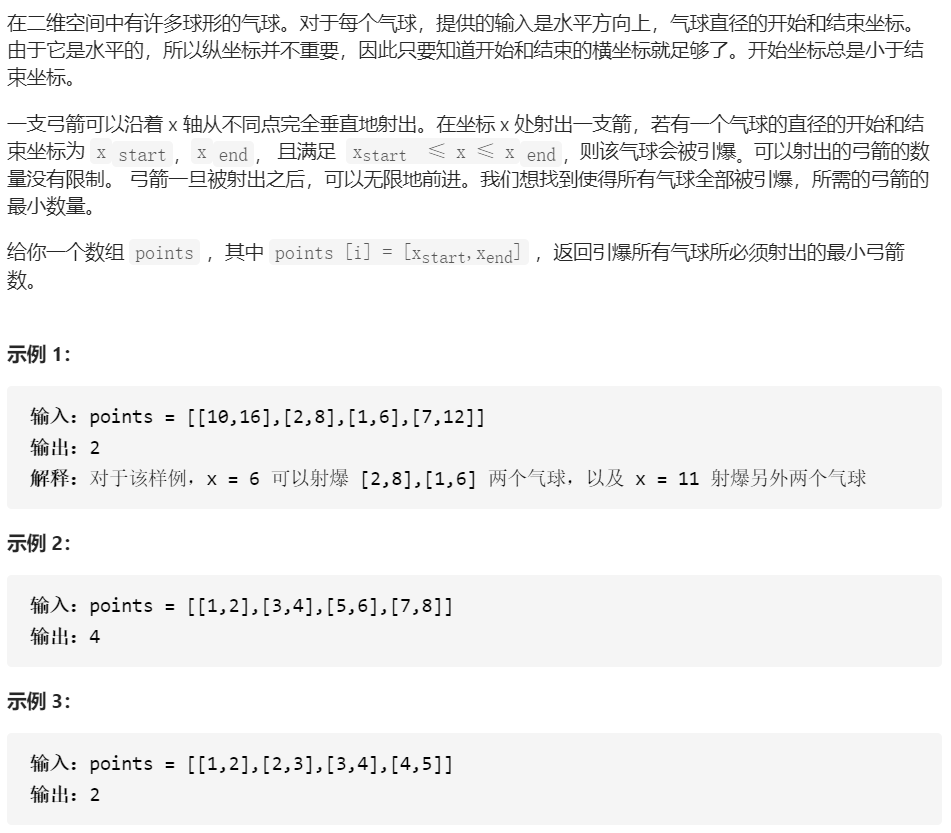 在二维空间中有许多球形的气球。对于每个气球，提供的输入是水平方向上，气球直径的开始和结束坐标。
由于它是水平的，所以纵坐标并不重要，因此只要知道开始和结束的横坐标就足够了。开始坐标总是小于结
束坐标。
一支弓箭可以沿着 x 轴从不同点完全垂直地射出。在坐标 x 处射出一支箭，若有一个气球的直径的开始和结
束坐标为 x start，x end， 且满足 xstart ≤ x ≤ x end，则该气球会被引爆。可以射出的弓箭的数
量没有限制。 弓箭一旦被射出之后，可以无限地前进。我们想找到使得所有气球全部被引爆，所需的弓箭的
最小数量。
给你一个数组 points ，其中 points [i] = [xstart,xend] ，返回引爆所有气球所必须射出的最小弓箭
数。
示例 1：
输入：points = [[10,16],[2,8],[1,6],[7,12]]
输出：2
解释：对于该样例，x = 6 可以射爆 [2,8],[1,6] 两个气球，以及 x = 11 射爆另外两个气球
示例 2：
输入：points = [[1,2],[3,4],[5,6],[7,8]]
输出：4
示例 3：
输入：points = [[1,2],[2,3],[3,4],[4,5]]
输出：2